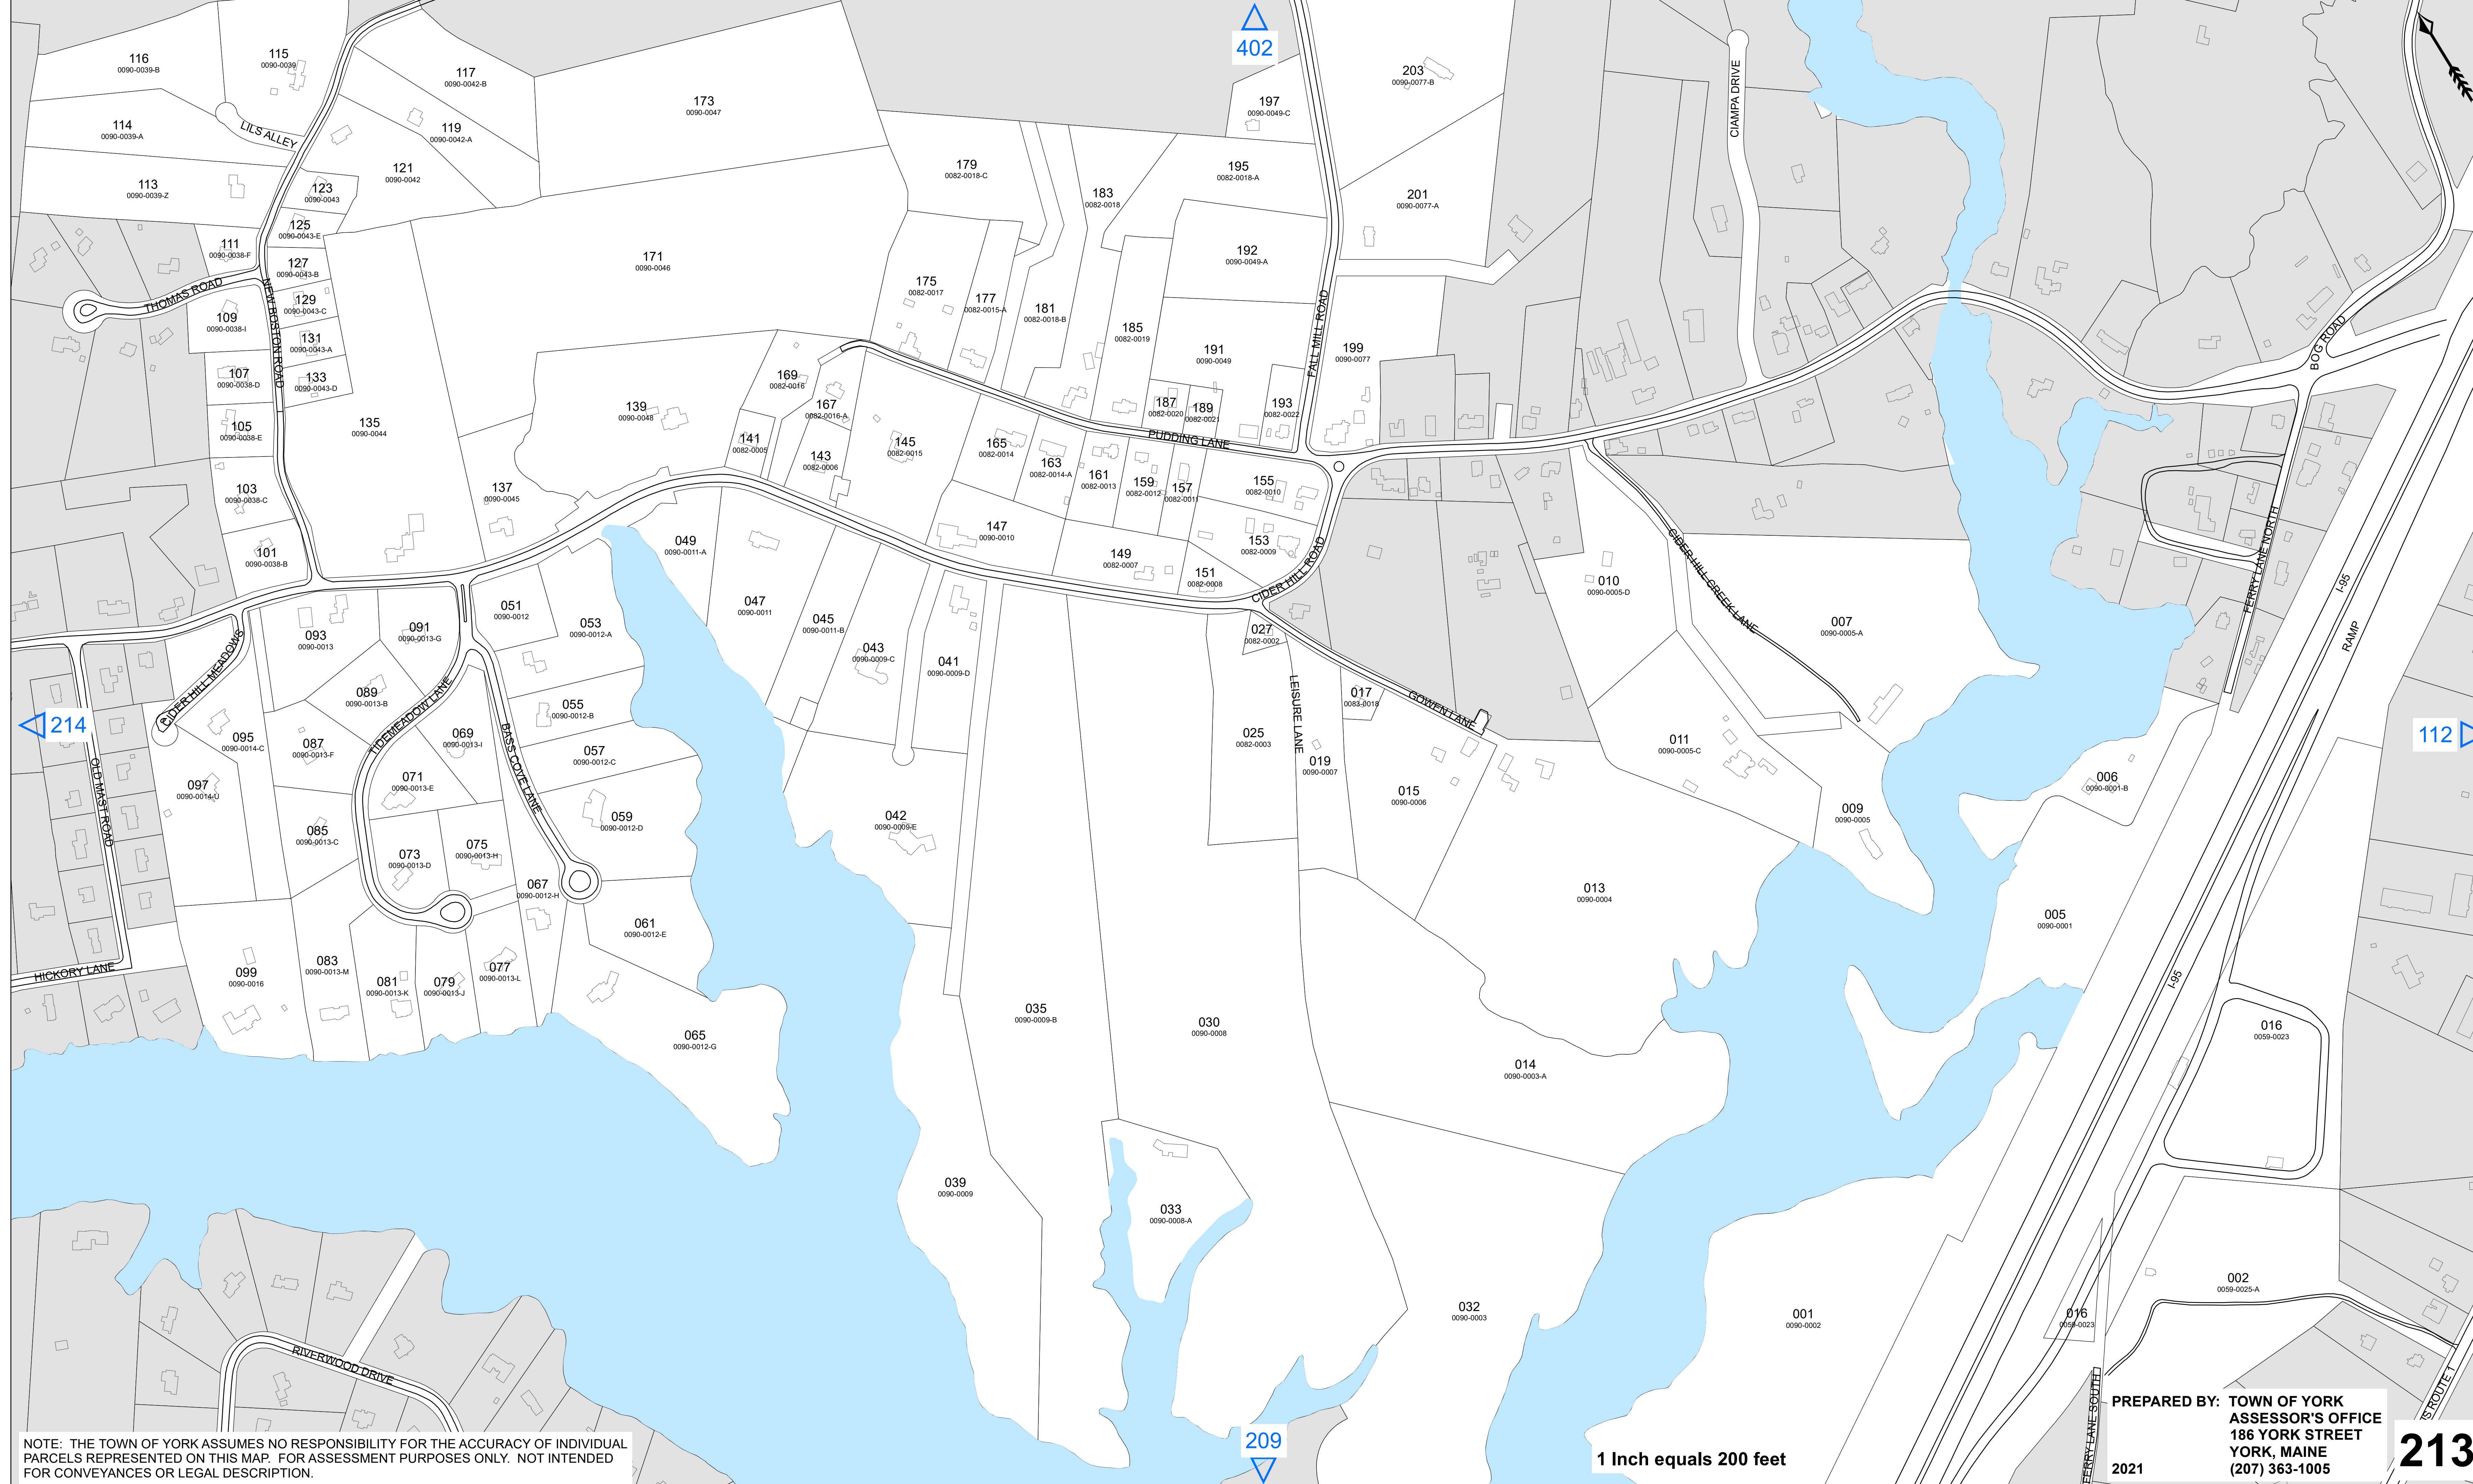 402
116
0090-0039-B
115
0090-0039
117
0090-0042-B
173
0090-0047
203
0090-0077-B
197
0090-0049-C
CIAMPA DRIVE
114
0090-0039-A
LILS ALLEY
119
0090-0042-A
121
0090-0042
179
0082-0018-C
183
0082-0018
195
0082-0018-A
201
0090-0077-A
113
0090-0039-Z
123
0090-0043
125
0090-0043-E
111
0090-0038-F
127
0090-0043-B
171
0090-0046
192
0090-0049-A
THOMAS ROAD
NEW BOSTON ROAD
129
0090-0043-C
175
0082-0017
177
0082-0015-A
181
0082-0018-B
109
0090-0038-I
131
0090-0043-A
185
0082-0019
191
0090-0049
FALL MILL ROAD
199
0090-0077
BOG ROAD
107
0090-0038-D
133
0090-0043-D
169
0082-0016
139
0090-0048
167
0082-0016-A
187
0082-0020
189
0082-0021
193
0082-0022
105
0090-0038-E
135
0090-0044
141
0082-0005
145
0082-0015
165
0082-0014
PUDDING LANE
143
0082-0006
163
0082-0014-A
161
0082-0013
159
0082-0012
157
0082-0011
155
0082-0010
103
0090-0038-C
137
0090-0045
147
0090-0010
149
0082-0007
153
0082-0009
151
0082-0008
CIDER HILL ROAD
CIDER HILL CREEK LANE
FERRY LANE NORTH
I-95
RAMP
101
0090-0038-B
049
0090-0011-A
047
0090-0011
045
0090-0011-B
043
0090-0009-C
041
0090-0009-D
010
0090-0005-D
007
0090-0005-A
051
0090-0012
053
0090-0012-A
093
0090-0013
091
0090-0013-G
027
0082-0002
CIDER HILL MEADOWS
089
0090-0013-B
TIDEMEADOW LANE
055
0090-0012-B
LEISURE LANE
017
0083-0018
GOWEN LANE
214
112
095
0090-0014-C
087
0090-0013-F
069
0090-0013-I
BASS COVE LANE
057
0090-0012-C
025
0082-0003
019
0090-0007
011
0090-0005-C
OLD MAST ROAD
097
0090-0014-U
071
0090-0013-E
015
0090-0006
006
0090-0001-B
085
0090-0013-C
059
0090-0012-D
042
0090-0009-E
009
0090-0005
073
0090-0013-D
075
0090-0013-H
067
0090-0012-H
013
0090-0004
005
0090-0001
061
0090-0012-E
HICKORY LANE
099
0090-0016
083
0090-0013-M
081
0090-0013-K
079
0090-0013-J
077
0090-0013-L
I-95
065
0090-0012-G
035
0090-0009-B
030
0090-0008
016
0059-0023
014
0090-0003-A
039
0090-0009
033
0090-0008-A
032
0090-0003
001
0090-0002
002
0059-0025-A
016
0059-0023
RIVERWOOD DRIVE
US ROUTE 1
FERRY LANE SOUTH
209
1 Inch equals 200 feet
NOTE: THE TOWN OF YORK ASSUMES NO RESPONSIBILITY FOR THE ACCURACY OF INDIVIDUAL
PARCELS REPRESENTED ON THIS MAP. FOR ASSESSMENT PURPOSES ONLY. NOT INTENDED
FOR CONVEYANCES OR LEGAL DESCRIPTION.
PREPARED BY: TOWN OF YORK
ASSESSOR'S OFFICE
186 YORK STREET
YORK, MAINE
2021 (207) 363-1005
213